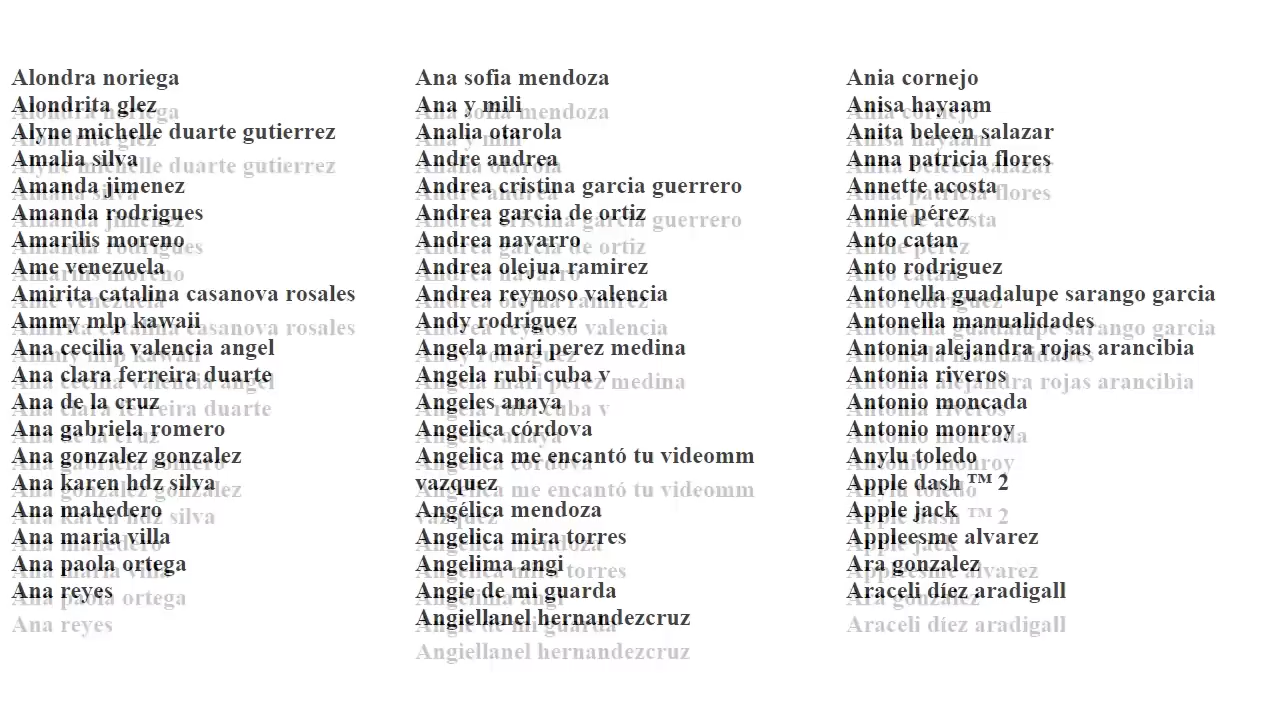 Alondra noriega
Alondrita glez
Alyne michelle duarte gutierrez
Amalia silva
Amanda jimenez
Amanda rodrigues
Amarilis moreno
Ame venezuela
Amirita catalina casanova rosales
Ammy mlp kawaii
Ana cecilia valencia angel
Ana clara ferreira duarte
Ana de la cruz
Ana gabriela romero
Ana gonzalez gonzalez
Ana karen hdz silva
Ana mahedero
Ana maria villa
Ana paola ortega
Ana reyes
Ana sofia mendoza
Ana y mili
Analia otarola
Andre andrea
Andrea cristina garcia guerrero
Andrea garcia de ortiz
Andrea navarro
Andrea olejua ramirez
Andrea reynoso valencia
Andy rodriguez
Angela mari perez medina
Angela rubi cuba v
Angeles anaya
Angelica córdova
Angelica me encantó tu videomm
vazquez
Angélica mendoza
Angelica mira torres
Angelima angi
Angie de mi guarda
Angiellanel hernandezcruz
Ania cornejo
Anisa hayaam
Anita beleen salazar
Anna patricia flores
Annette acosta
Annie pérez
Anto catan
Anto rodriguez
Antonella guadalupe sarango garcia
Antonella manualidades
Antonia alejandra rojas arancibia
Antonia riveros
Antonio moncada
Antonio monroy
Anylu toledo
Apple dash ™ 2
Apple jack
Appleesme alvarez
Ara gonzalez
Araceli díez aradigall